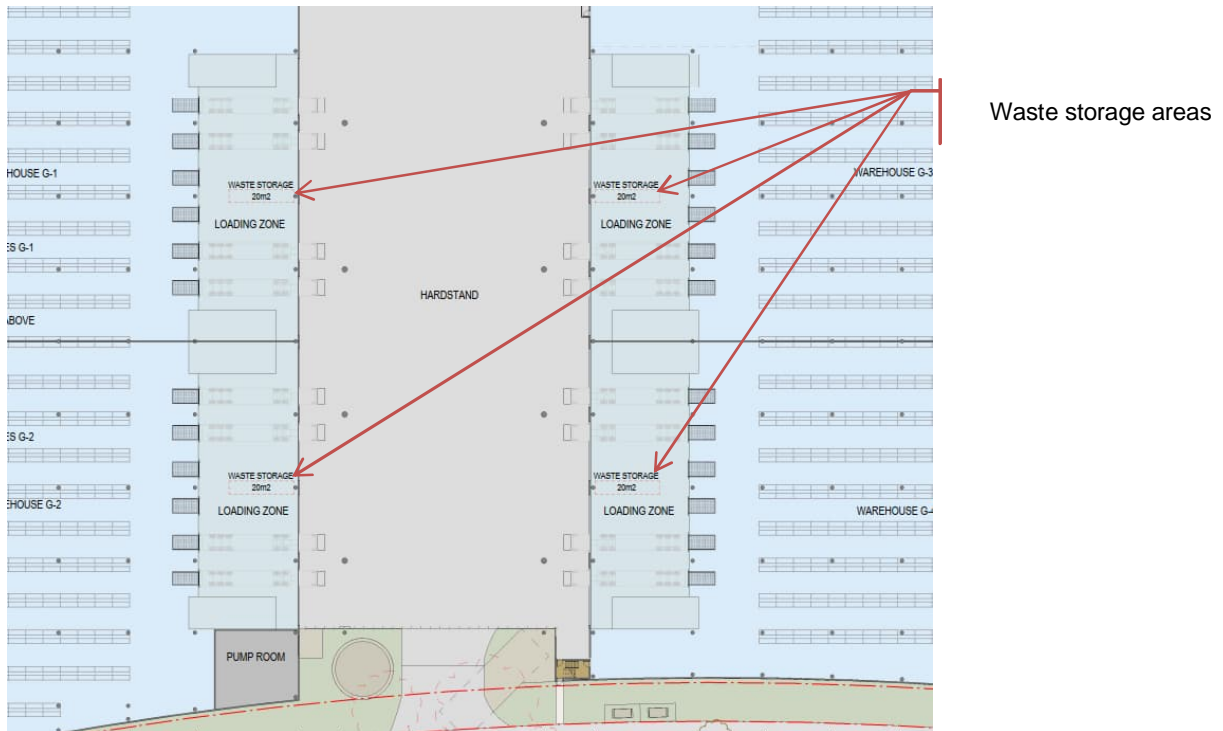 Waste storage areas
HOUSE G-1
WASTE STORAGE
20m2
LOADING ZONE
WASTE STORAGE
20m2
LOADING ZONE
WAREHOUSE G-3
ES G-1
HARDSTAND
ABOVE
ES G-2
WASTE STORAGE
20m2
LOADING ZONE
WASTE STORAGE
20m2
LOADING ZONE
EHOUSE G-2
WAREHOUSE G-4
PUMP ROOM